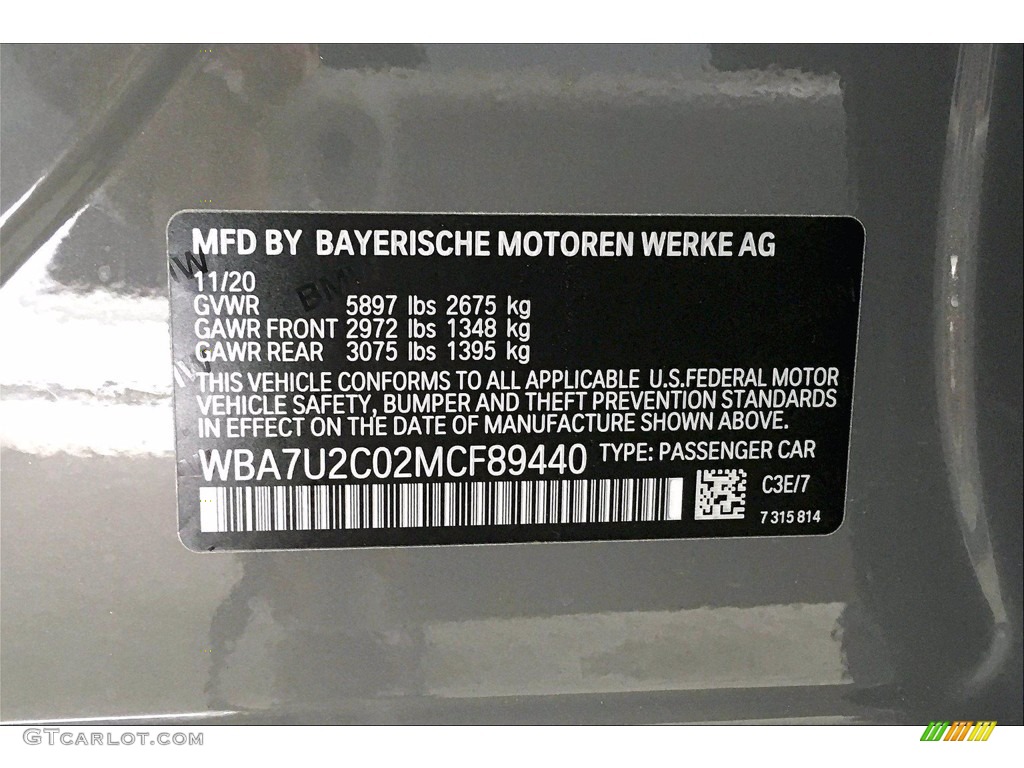 MFD BY BAYERISCHE MOTOREN WERKE AG
11/20
GVWR 5897 lbs 2675 kg
GAWR FRONT 2972 lbs 1348 kg
GAWR REAR 3075 lbs 1395 kg
THIS VEHICLE CONFORMS TO ALL APPLICABLE U.S.FEDERAL MOTOR
VEHICLE SAFETY, BUMPER AND THEFT PREVENTION STANDARDS
IN EFFECT ON THE DATE OF MANUFACTURE SHOWN ABOVE.
WBA7U2C02MCF89440 TYPE: PASSENGER CAR
C3E/7
7 315 814
GTCARLOT.COM